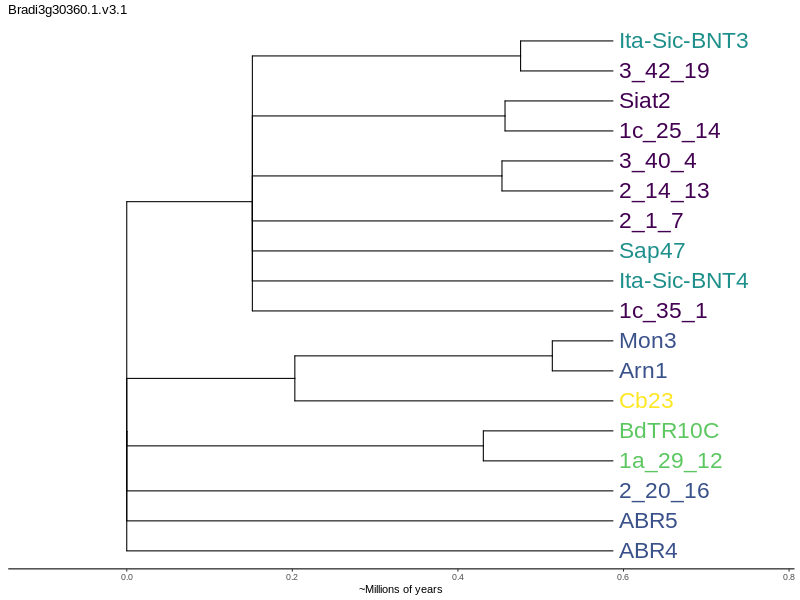 Bradi3g30360.1.v3.1
Ita-Sic-BNT3
3_42_19
Siat2
1c_25_14
3_40_4
2_14_13
2_1_7
Sap47
Ita-Sic-BNT4
1c_35_1
Mon3
Arn1
Cb23
BdTR10C
1a_29_12
2_20_16
ABR5
ABR4
0.0 0.2 0.4 0.6 0.8
~Millions of years